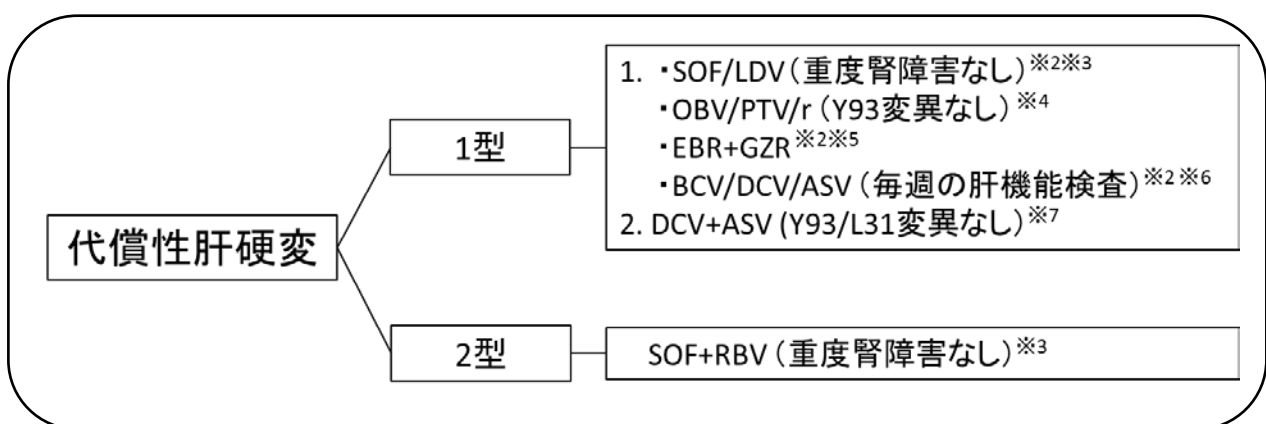 代償性肝硬変
1型
1. ・SOF/LDV（重度腎障害なし）※2※3
・OBV/PTV/r（Y93変異なし）※4
・EBR+GZR※2※5
・BCV/DCV/ASV（毎週の肝機能検査）※2 ※6
2. DCV+ASV (Y93/L31変異なし)※7
2型
SOF+RBV（重度腎障害なし）※3